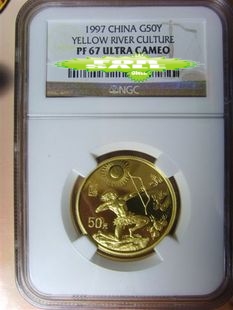 1997 CHINA G50Y
YELLOW RIVER CULTURE
PF 67 ULTRA CAMEO
NGC
50元